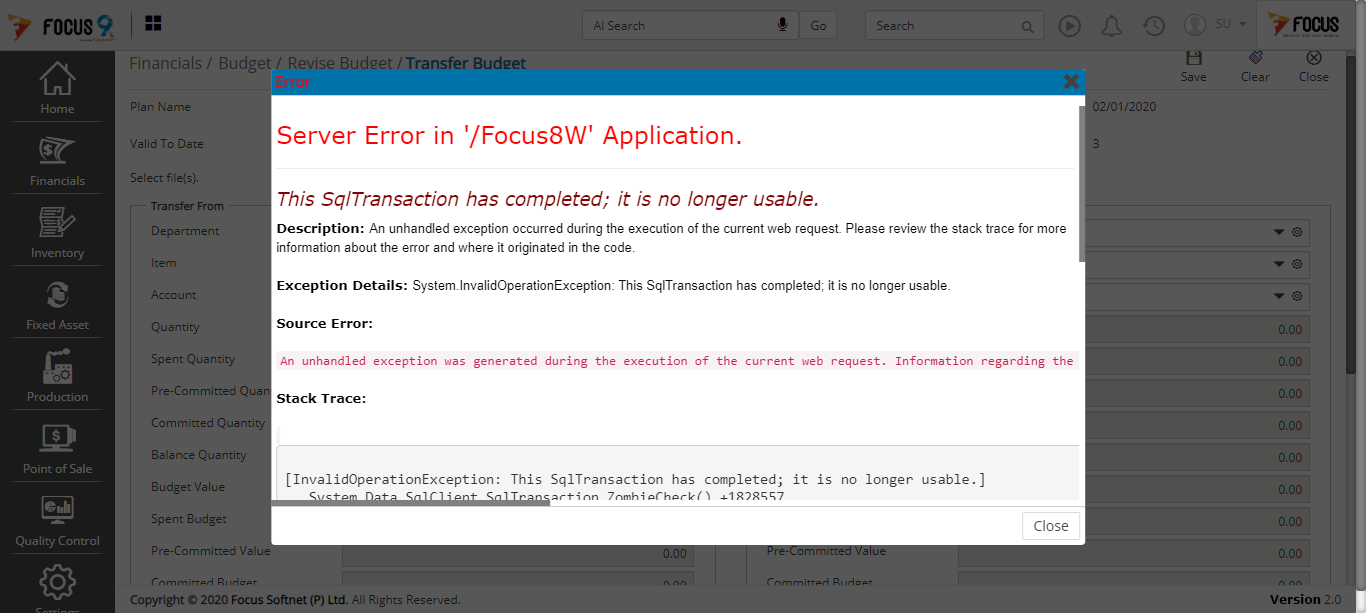 FOCUS 9
AI Search
Go
Search
SU
FOCUS
Financials / Budget / Revise Budget / Transfer Budget
Save
Clear
Close
Home
Financials
Inventory
Fixed Asset
Production
Point of Sale
Quality Control
Settings
Plan Name
02/01/2020
Valid To Date
3
Select file(s).
Transfer From
Department
Item
Account
Quantity
0.00
Spent Quantity
0.00
Pre-Committed Quan
0.00
Committed Quantity
0.00
Balance Quantity
0.00
Budget Value
0.00
Spent Budget
0.00
Pre-Committed Value
0.00
Pre-Committed Value
0.00
Committed Budget
0.00
Committed Budget
0.00
Error
Server Error in '/Focus8W' Application.
This SqlTransaction has completed; it is no longer usable.
Description: An unhandled exception occurred during the execution of the current web request. Please review the stack trace for more
information about the error and where it originated in the code.
Exception Details: System.InvalidOperationException: This SqlTransaction has completed; it is no longer usable.
Source Error:
An unhandled exception was generated during the execution of the current web request. Information regarding the
Stack Trace:
[InvalidOperationException: This SqlTransaction has completed; it is no longer usable.]
System.Data.SqlClient.SqlTransaction.ZombieCheck() +1828557
Close
Copyright © 2020 Focus Softnet (P) Ltd. All Rights Reserved.
Version 2.0